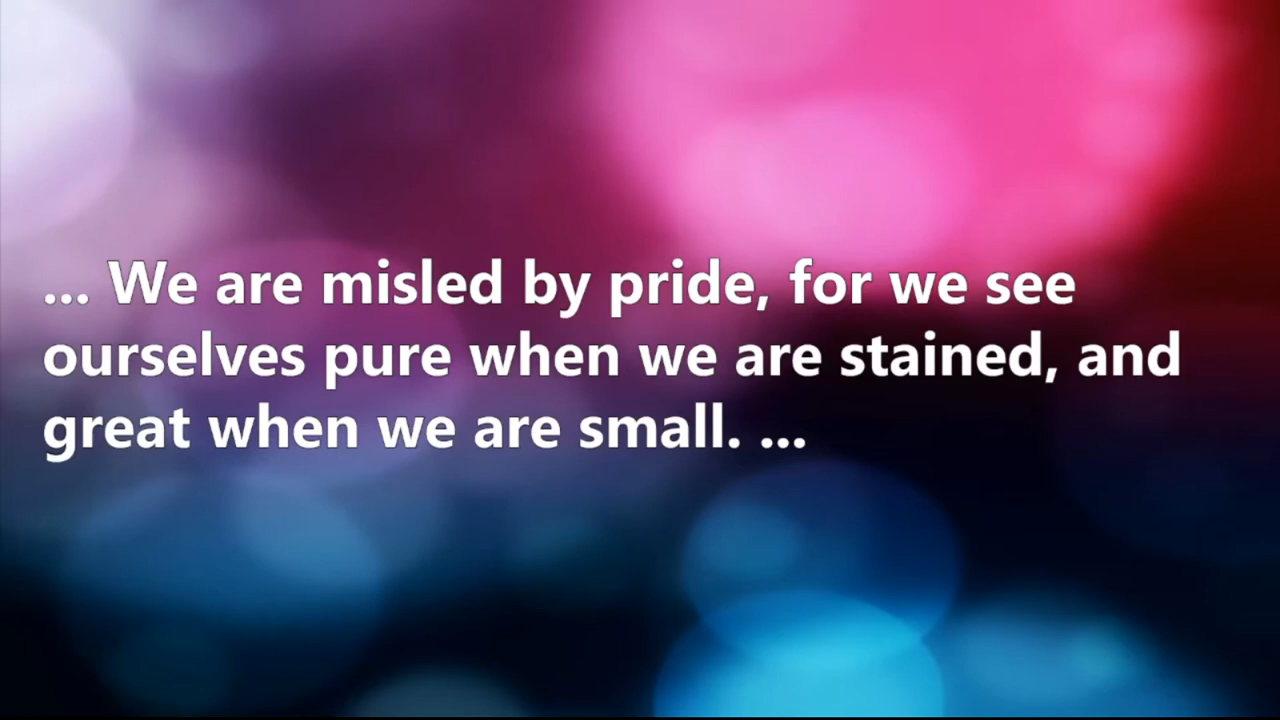 ... We are misled by pride, for we see
ourselves pure when we are stained, and
great when we are small. ...